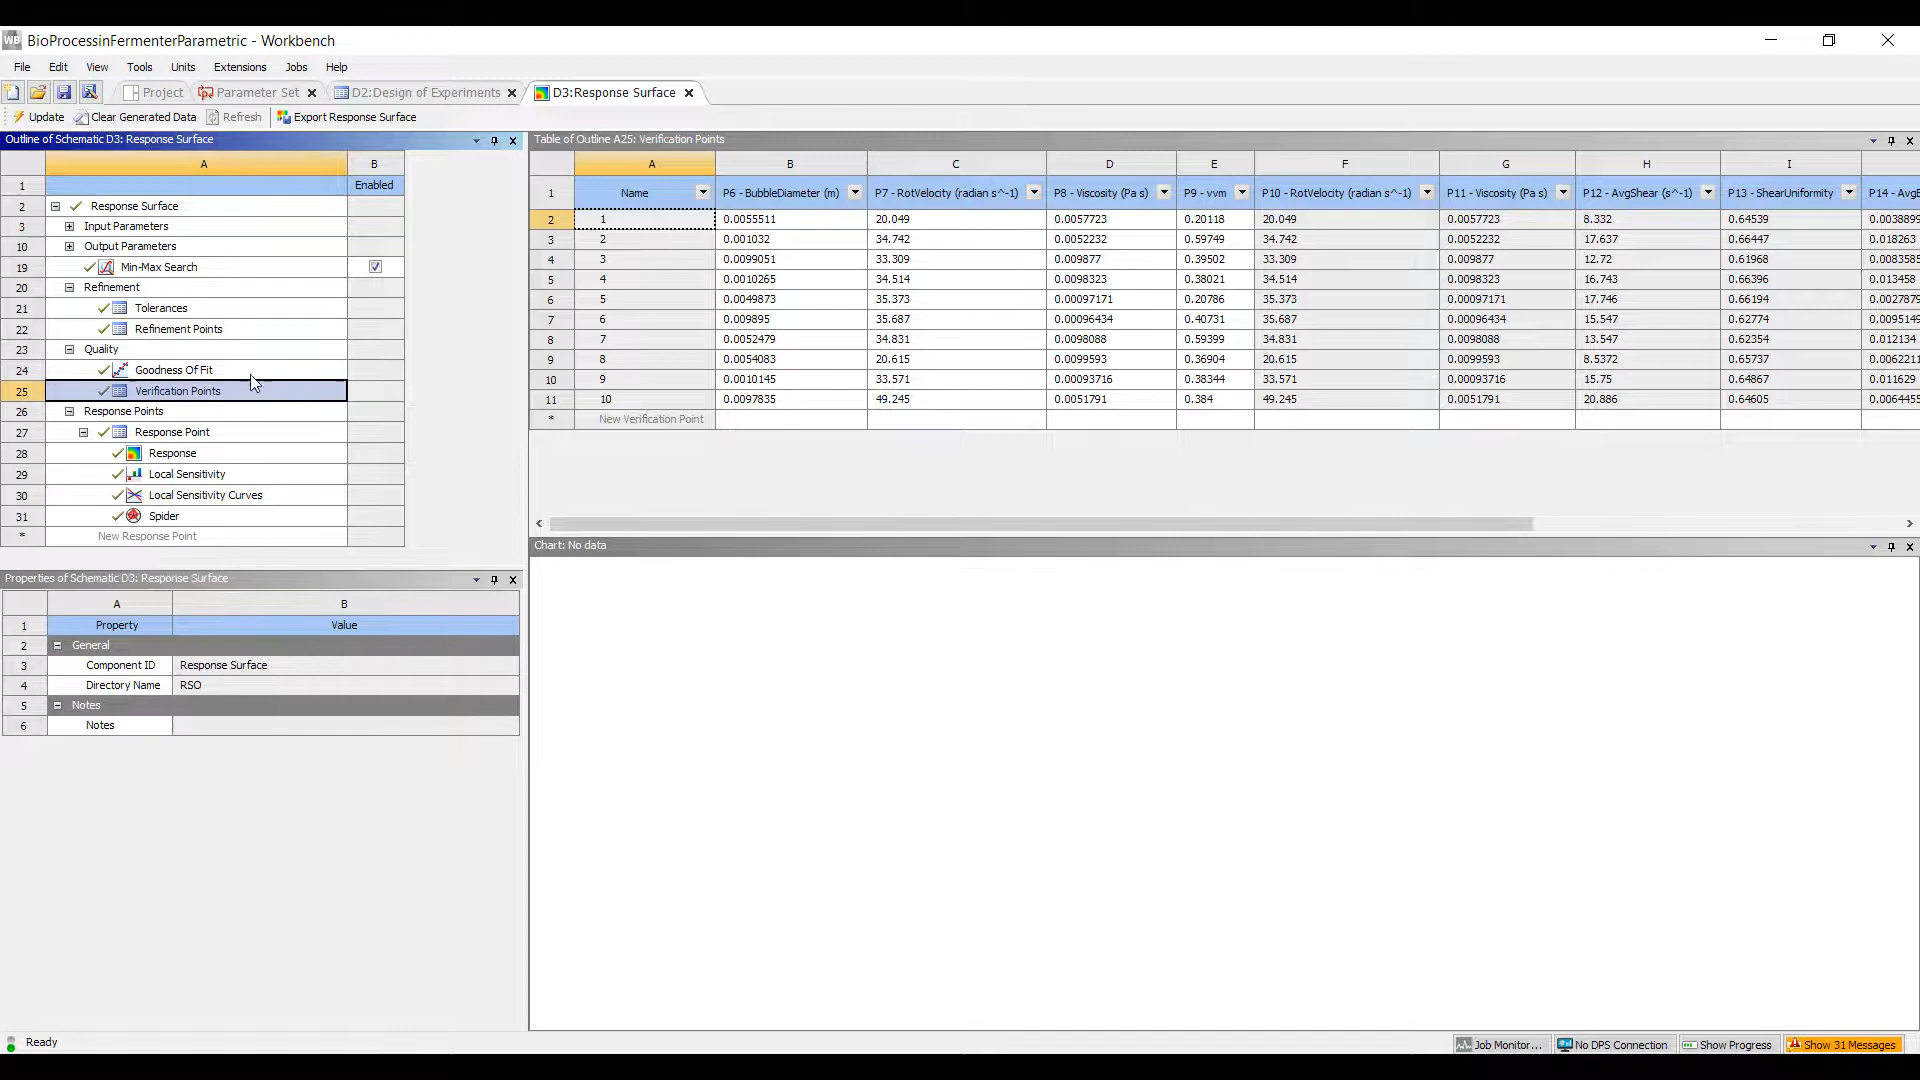 WB BioProcessinFermenterParametric - Workbench
File Edit View Tools Units Extensions Jobs Help
Project Parameter Set D2:Design of Experiments D3:Response Surface
Update Clear Generated Data Refresh Export Response Surface
Outline of Schematic D3: Response Surface
A B
1 Enabled
2 Response Surface
3 Input Parameters
10 Output Parameters
19 Min-Max Search
20 Refinement
21 Tolerances
22 Refinement Points
23 Quality
24 Goodness Of Fit
25 Verification Points
26 Response Points
27 Response Point
28 Response
29 Local Sensitivity
30 Local Sensitivity Curves
31 Spider
* New Response Point
Properties of Schematic D3: Response Surface
A B
1 Property Value
2 General
3 Component ID Response Surface
4 Directory Name RSO
5 Notes
6 Notes
Table of Outline A25: Verification Points
A B C D E F G H I
1 Name P6 - BubbleDiameter (m) P7 - RotVelocity (radian s^-1) P8 - Viscosity (Pa s) P9 - vvm P10 - RotVelocity (radian s^-1) P11 - Viscosity (Pa s) P12 - AvgShear (s^-1) P13 - ShearUniformity
2 1 0.0055511 20.049 0.0057723 0.20118 20.049 0.0057723 8.332 0.64539 0.0038895
3 2 0.001032 34.742 0.0052232 0.59749 34.742 0.0052232 17.637 0.66447 0.018263
4 3 0.0099051 33.309 0.009877 0.39502 33.309 0.009877 12.72 0.61968 0.0083585
5 4 0.0010265 34.514 0.0098323 0.38021 34.514 0.0098323 16.743 0.66396 0.013458
6 5 0.0049873 35.373 0.00097171 0.20786 35.373 0.00097171 17.746 0.66194 0.0027879
7 6 0.009895 35.687 0.00096434 0.40731 35.687 0.00096434 15.547 0.62774 0.0095149
8 7 0.0052479 34.831 0.0098088 0.59399 34.831 0.0098088 13.547 0.62354 0.012134
9 8 0.0054083 20.615 0.0099593 0.36904 20.615 0.0099593 8.5372 0.65737 0.0062211
10 9 0.0010145 33.571 0.00093716 0.38344 33.571 0.00093716 15.75 0.64867 0.011629
11 10 0.0097835 49.245 0.0051791 0.384 49.245 0.0051791 20.886 0.64605 0.0064455
* New Verification Point
Chart: No data
Ready Job Monitor... No DPS Connection Show Progress Show 31 Messages